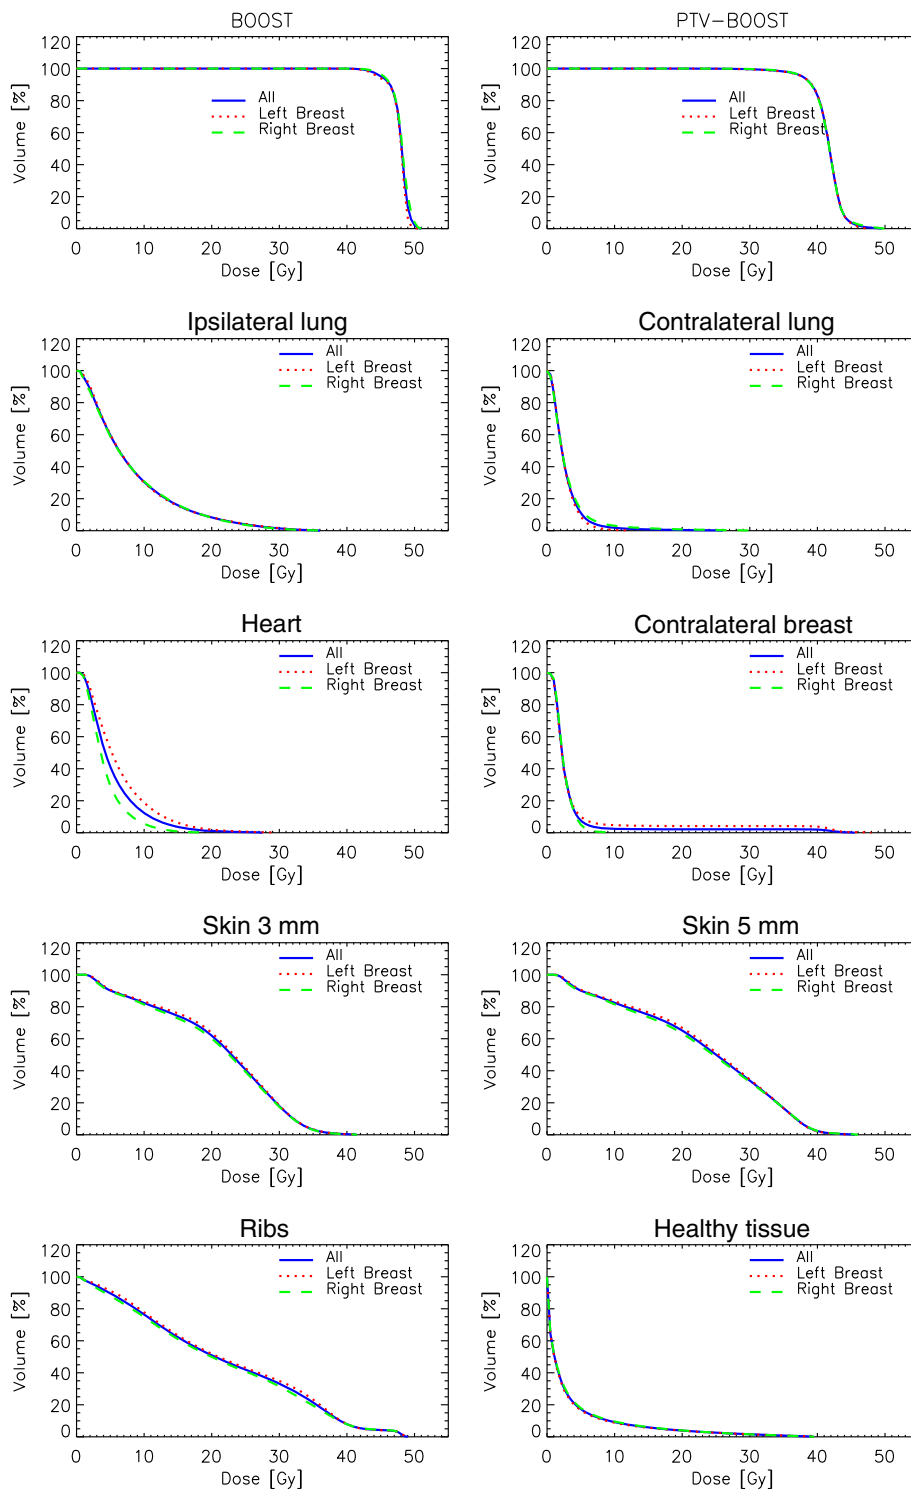 BOOST
120
100
80
60
40
20
0
Volume [%]
All
Left Breast
Right Breast
0 10 20 30 40 50
Dose [Gy]
PTV-BOOST
120
100
80
60
40
20
0
Volume [%]
All
Left Breast
Right Breast
0 10 20 30 40 50
Dose [Gy]
Ipsilateral lung
120
100
80
60
40
20
0
Volume [%]
All
Left Breast
Right Breast
0 10 20 30 40 50
Dose [Gy]
Contralateral lung
120
100
80
60
40
20
0
Volume [%]
All
Left Breast
Right Breast
0 10 20 30 40 50
Dose [Gy]
Heart
120
100
80
60
40
20
0
Volume [%]
All
Left Breast
Right Breast
0 10 20 30 40 50
Dose [Gy]
Contralateral breast
120
100
80
60
40
20
0
Volume [%]
All
Left Breast
Right Breast
0 10 20 30 40 50
Dose [Gy]
Skin 3 mm
120
100
80
60
40
20
0
Volume [%]
All
Left Breast
Right Breast
0 10 20 30 40 50
Dose [Gy]
Skin 5 mm
120
100
80
60
40
20
0
Volume [%]
All
Left Breast
Right Breast
0 10 20 30 40 50
Dose [Gy]
Ribs
120
100
80
60
40
20
0
Volume [%]
All
Left Breast
Right Breast
0 10 20 30 40 50
Dose [Gy]
Healthy tissue
120
100
80
60
40
20
0
Volume [%]
All
Left Breast
Right Breast
0 10 20 30 40 50
Dose [Gy]